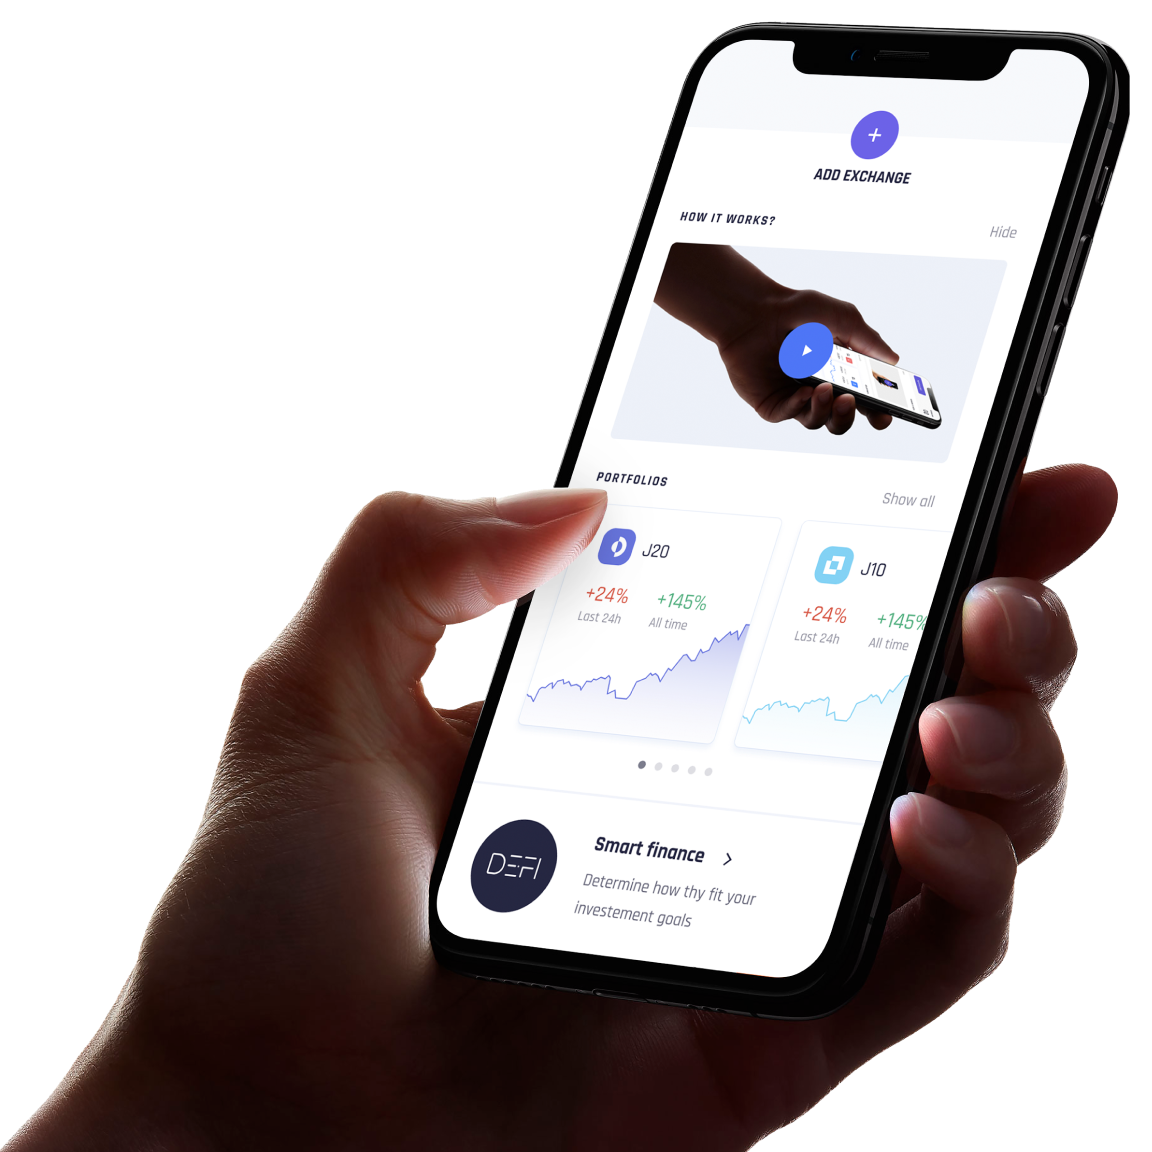 +
ADD EXCHANGE
HOW IT WORKS?
Hide
PORTFOLIOS
Show all
J20
+24%
+145%
Last 24h
All time
J10
+24%
+145%
Last 24h
All time
DEFI
Smart finance >
Determine how thy fit your
investement goals